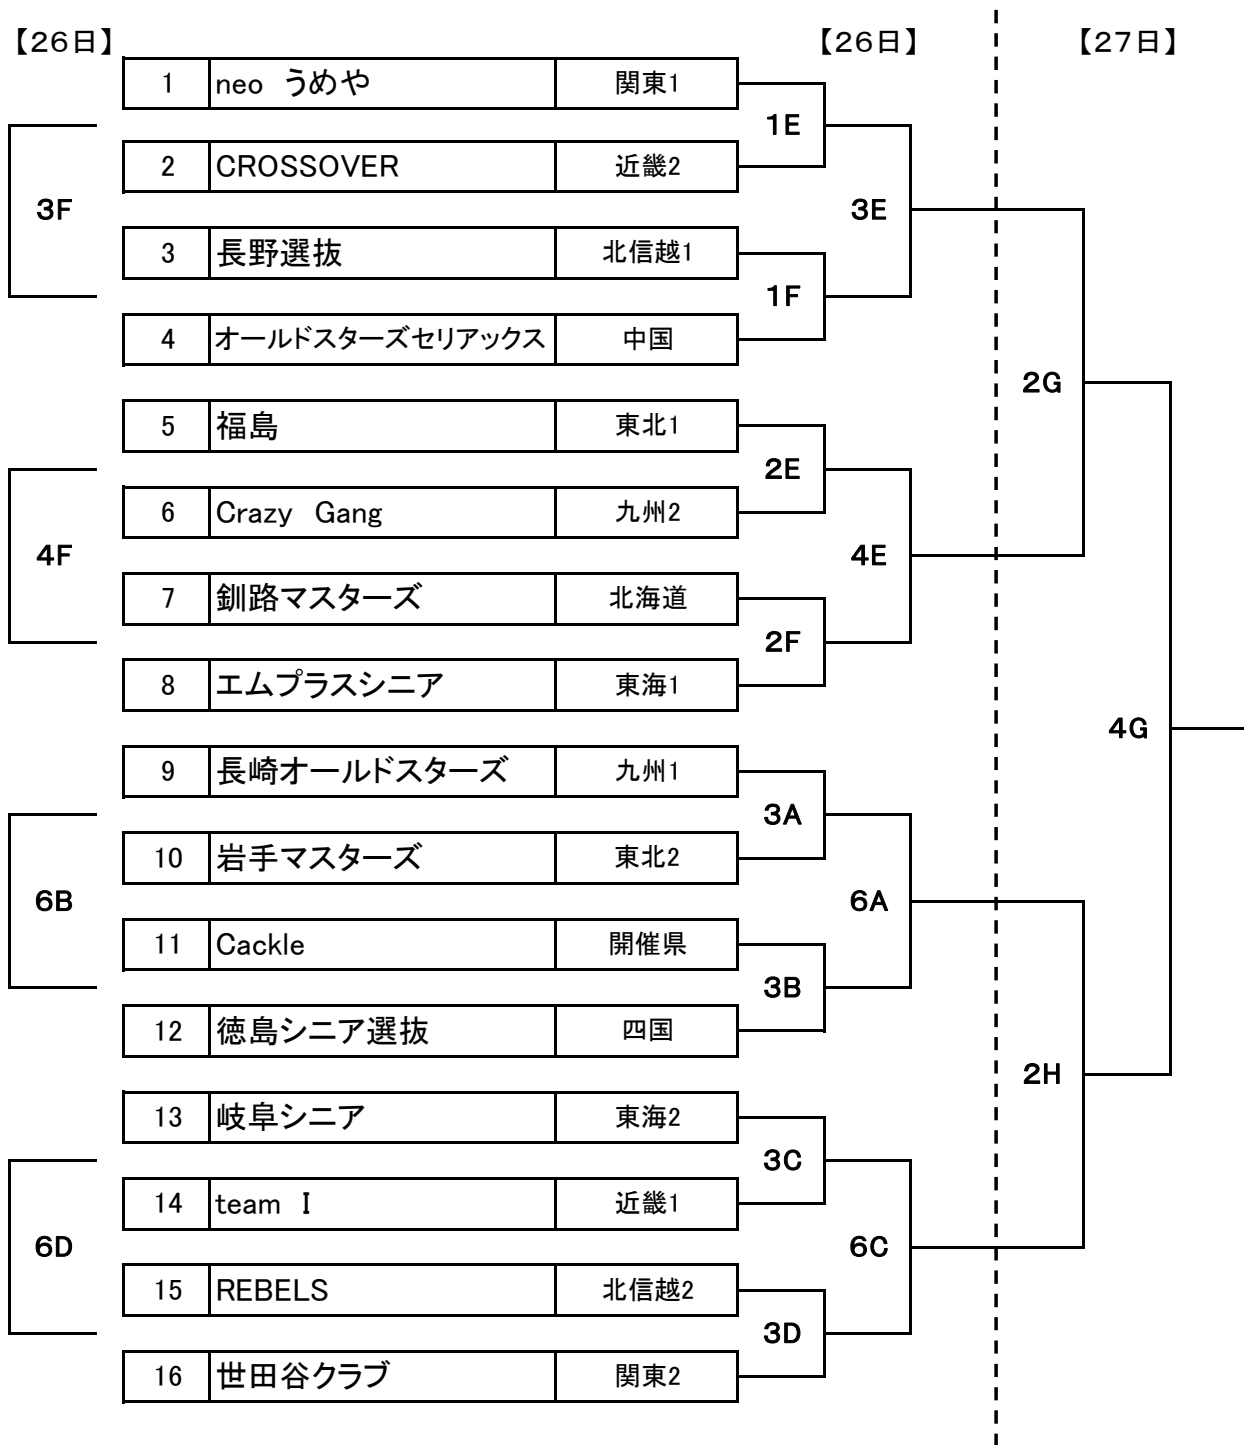 【26日】 【26日】 【27日】
1 neo うめや 関東1
1E
2 CROSSOVER 近畿2
3F 3E
3 長野選抜 北信越1
1F
4 オールドスターズセリアックス 中国
2G
5 福島 東北1
2E
6 Crazy Gang 九州2
4F 4E
7 釧路マスターズ 北海道
2F
8 エムプラスシニア 東海1
4G
9 長崎オールドスターズ 九州1
3A
10 岩手マスターズ 東北2
6B 6A
11 Cackle 開催県
3B
12 徳島シニア選抜 四国
2H
13 岐阜シニア 東海2
3C
14 team I 近畿1
6D 6C
15 REBELS 北信越2
3D
16 世田谷クラブ 関東2